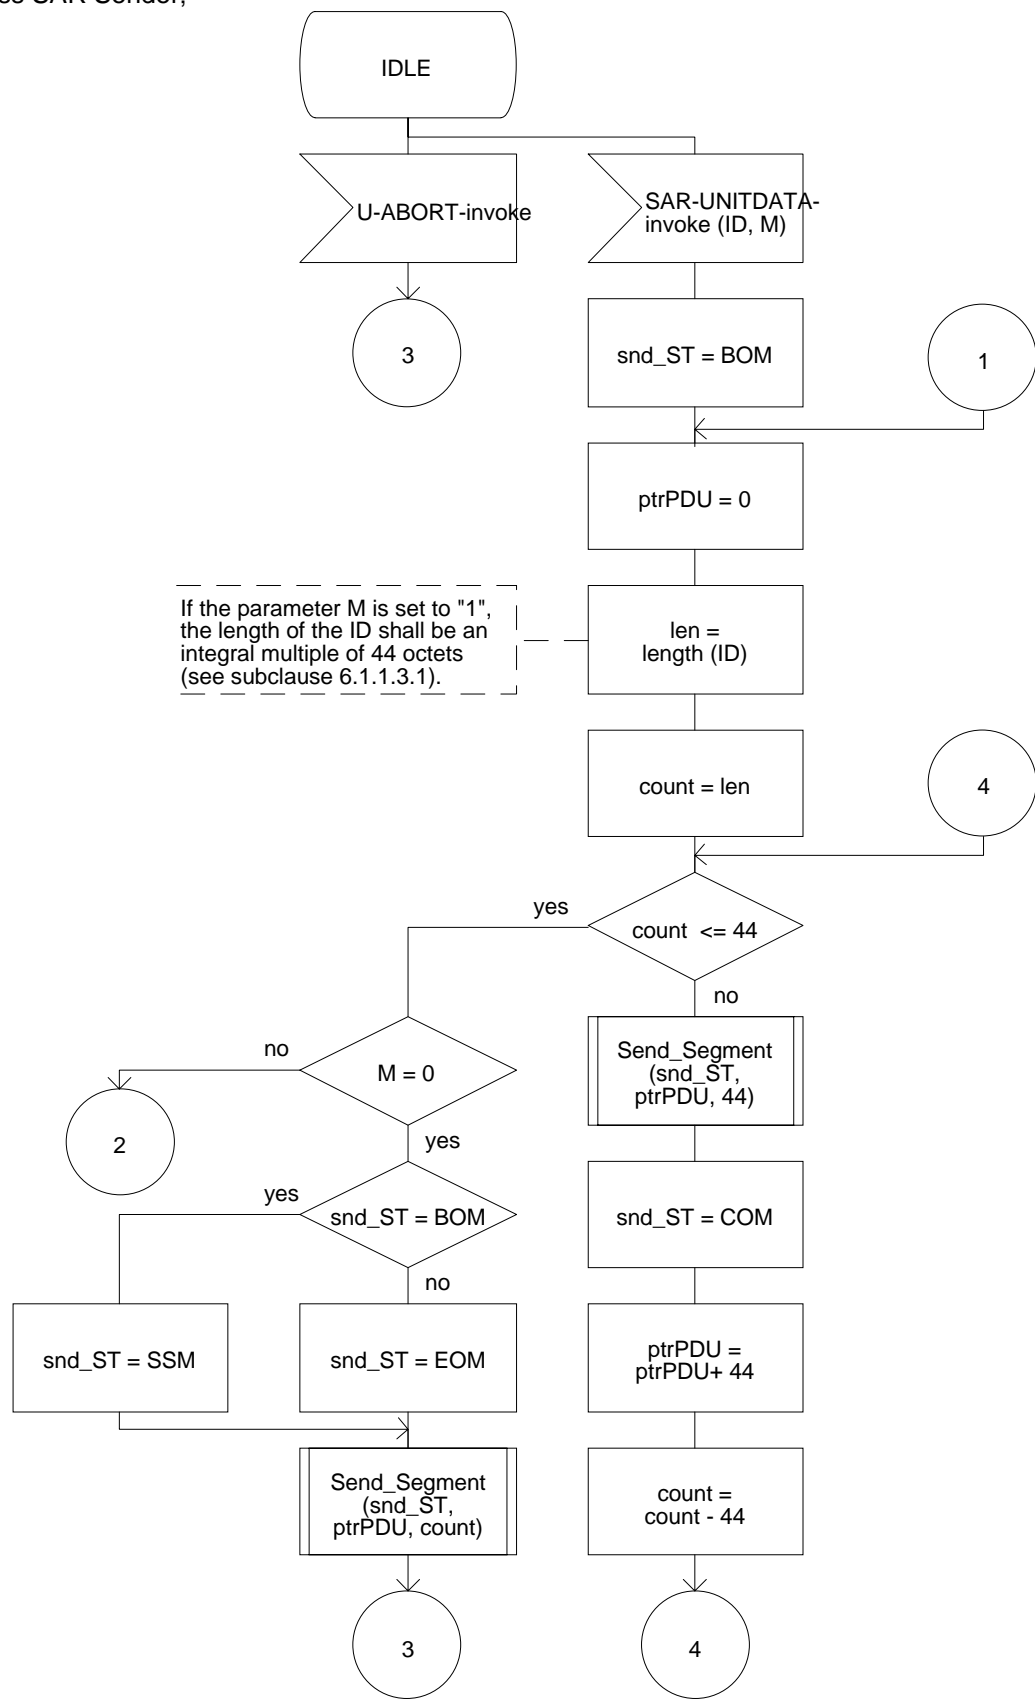 IDLE
U-ABORT-invoke
SAR-UNITDATA-
invoke (ID, M)
3
snd_ST = BOM
1
ptrPDU = 0
If the parameter M is set to "1",
the length of the ID shall be an
integral multiple of 44 octets
(see subclause 6.1.1.3.1).
len =
length (ID)
count = len
4
yes
count <= 44
no
no
M = 0
Send_Segment
(snd_ST,
ptrPDU, 44)
2
yes
yes
snd_ST = BOM
snd_ST = COM
no
snd_ST = SSM
snd_ST = EOM
ptrPDU =
ptrPDU+ 44
Send_Segment
(snd_ST,
ptrPDU, count)
count =
count - 44
3
4